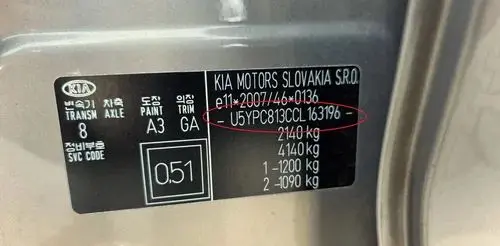 KIA
KIA MOTORS SLOVAKIA S.R.O.
e11*2007/46*0136
- U5YPC813CCL163196 -
2140 kg
4140 kg
1 -1200 kg
2 -1090 kg
변속기 차축 도장 의장
TRANSM AXLE PAINT TRIM
8 A3 GA
정비부호
SVC CODE
0.51